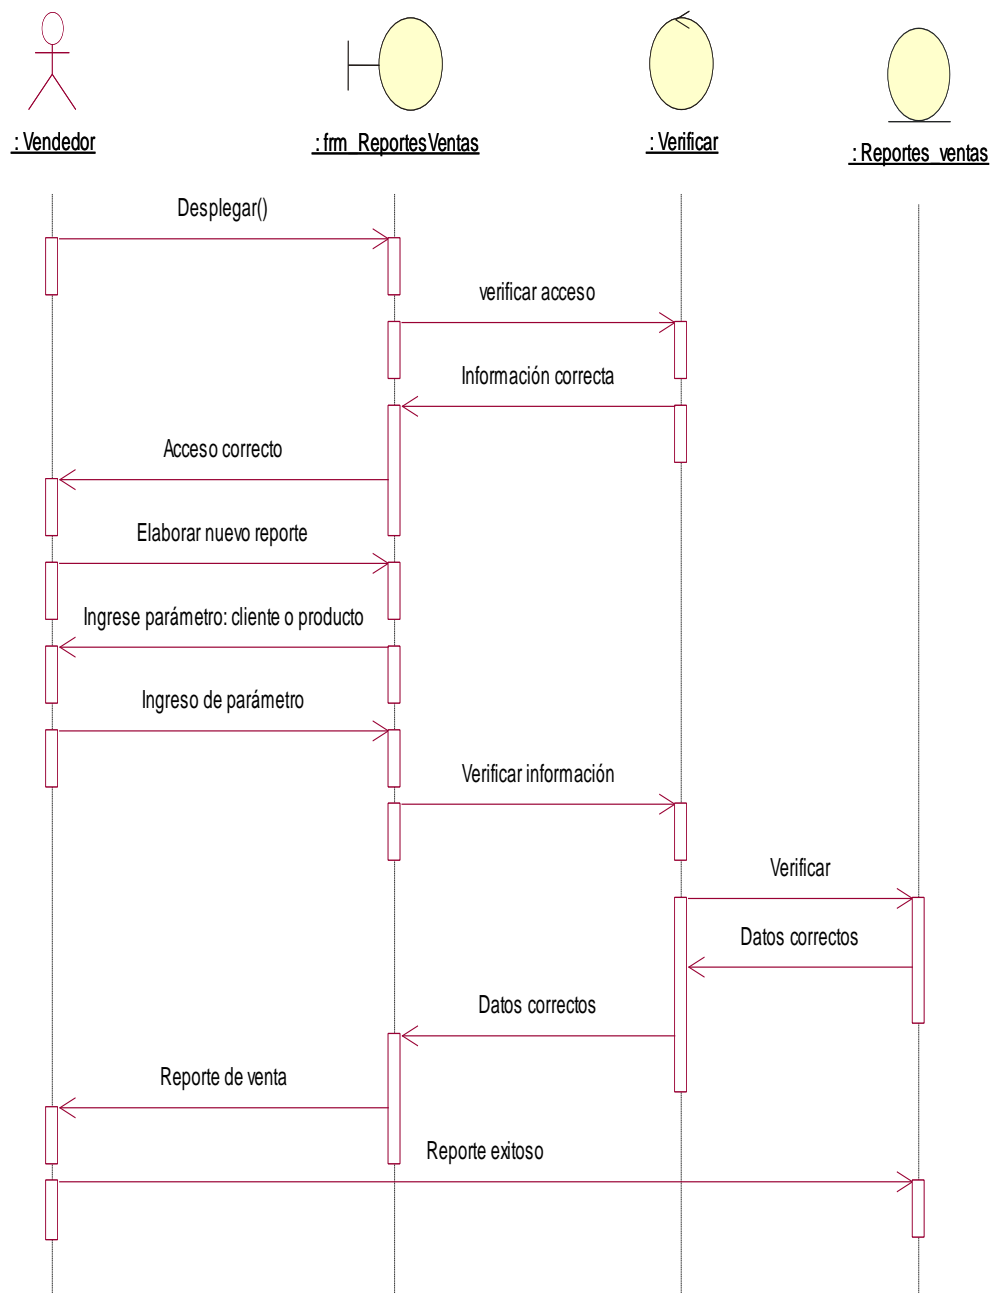 : Vendedor
: frm_ReportesVentas
: Verificar
: Reportes_ventas
Desplegar()
verificar acceso
Información correcta
Acceso correcto
Elaborar nuevo reporte
Ingrese parámetro: cliente o producto
Ingreso de parámetro
Verificar información
Verificar
Datos correctos
Datos correctos
Reporte de venta
Reporte exitoso